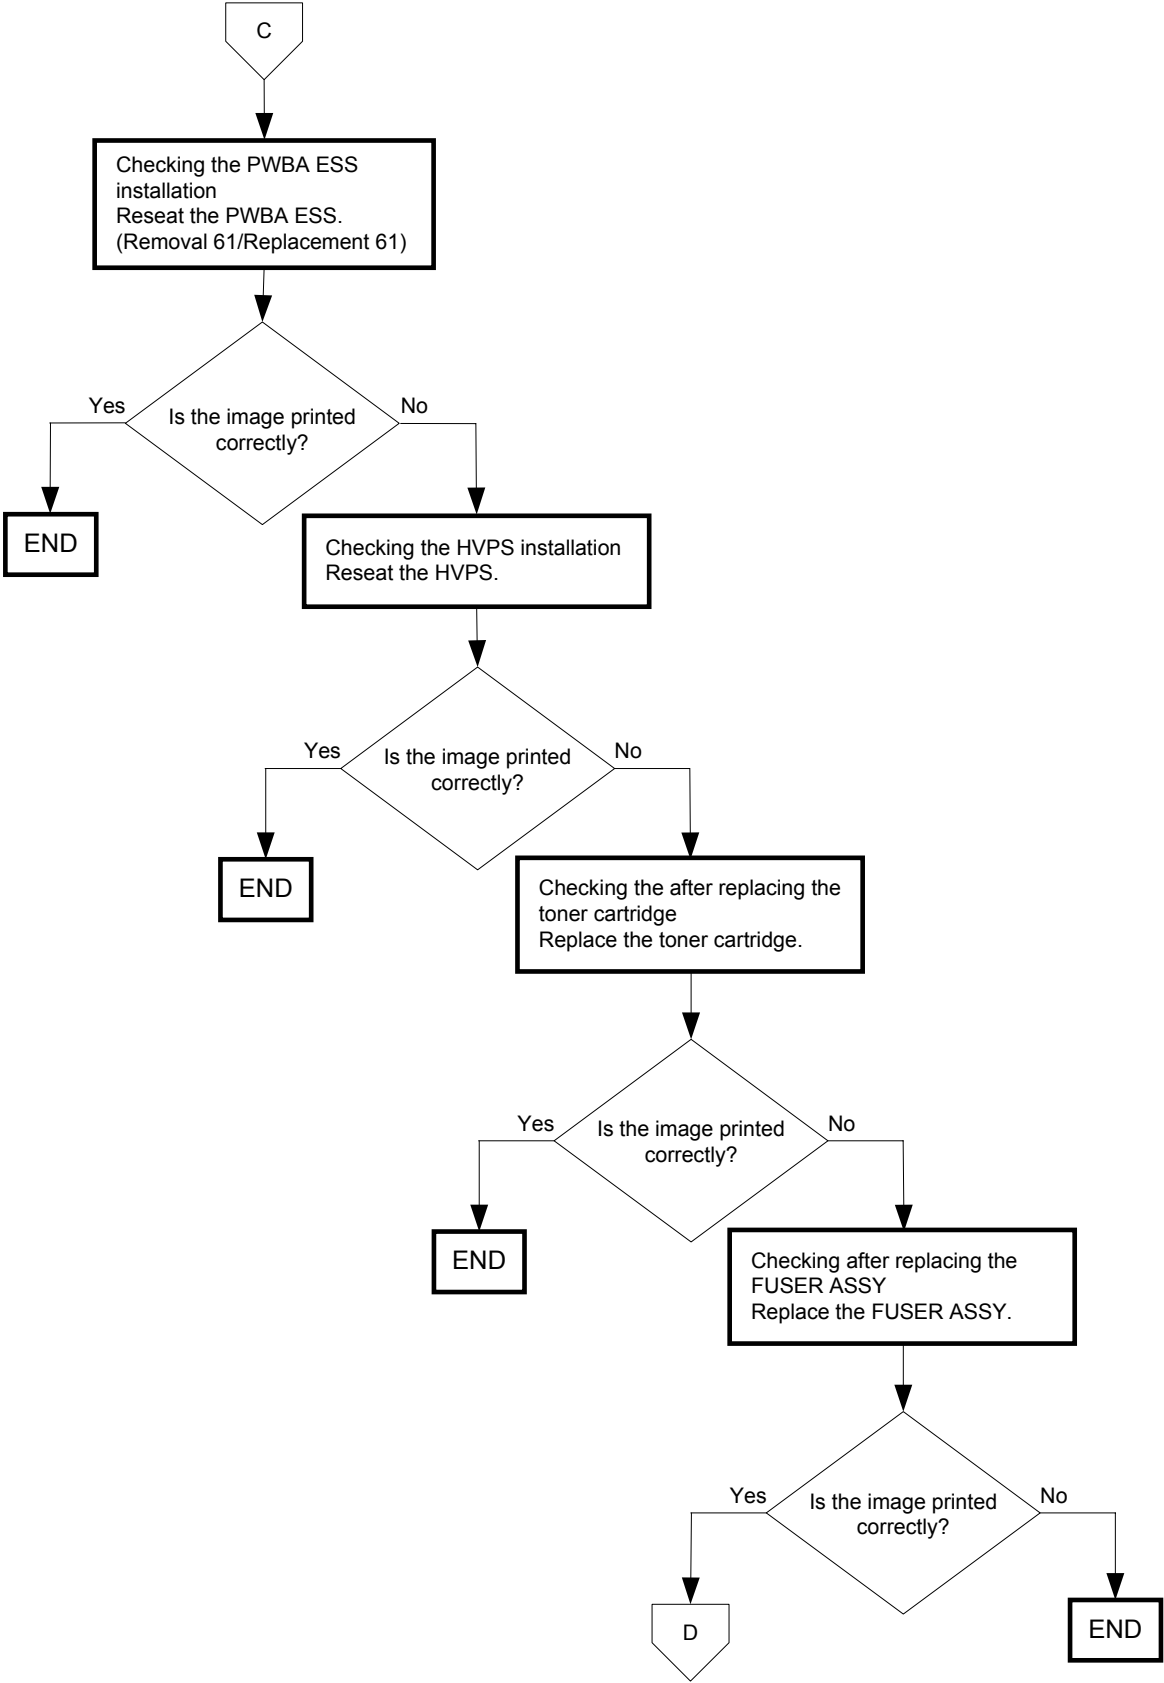 C
Checking the PWBA ESS
installation
Reseat the PWBA ESS.
(Removal 61/Replacement 61)
Yes
No
Is the image printed
correctly?
END
Checking the HVPS installation
Reseat the HVPS.
Yes
No
Is the image printed
correctly?
END
Checking the after replacing the
toner cartridge
Replace the toner cartridge.
Yes
No
Is the image printed
correctly?
END
Checking after replacing the
FUSER ASSY
Replace the FUSER ASSY.
Yes
No
Is the image printed
correctly?
D
END